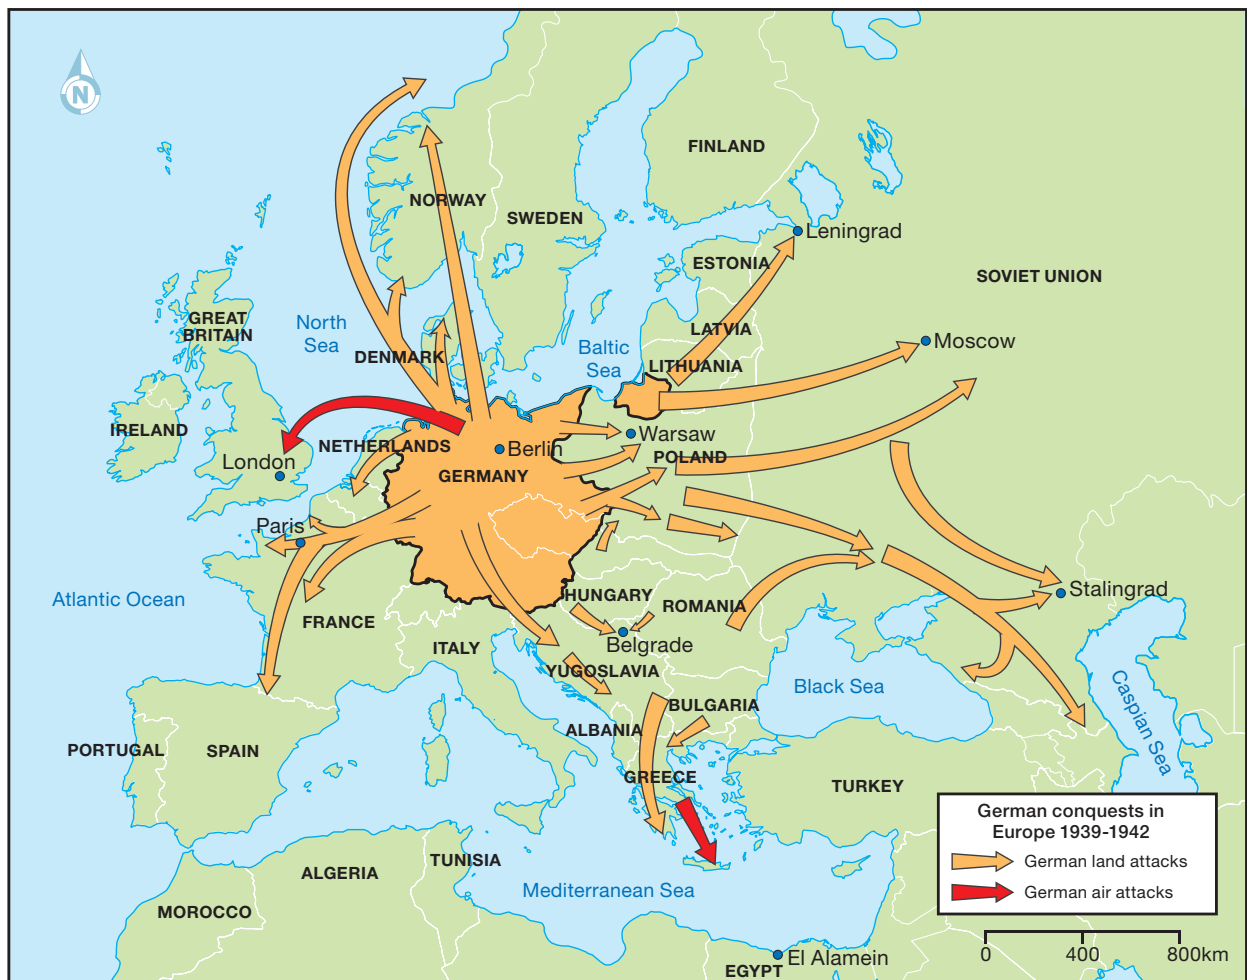 N
FINLAND
NORWAY
SWEDEN
Leningrad
ESTONIA
SOVIET UNION
GREAT
BRITAIN
North
Sea
LATVIA
DENMARK
Baltic
Sea
Moscow
LITHUANIA
IRELAND
NETHERLANDS
Berlin
Warsaw
POLAND
London
GERMANY
Paris
Atlantic Ocean
HUNGARY
ROMANIA
Stalingrad
FRANCE
ITALY
Belgrade
YUGOSLAVIA
Black Sea
Caspian Sea
BULGARIA
ALBANIA
PORTUGAL
SPAIN
GREECE
TURKEY
German conquests in
Europe 1939-1942
German land attacks
German air attacks
TUNISIA
ALGERIA
Mediterranean Sea
MOROCCO
0 400 800km
El Alamein
EGYPT